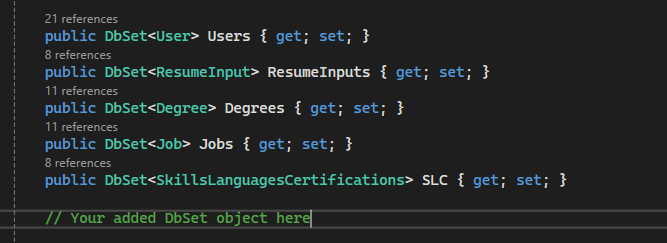 21 references
public DbSet<User> Users { get; set; }
8 references
public DbSet<ResumeInput> ResumeInputs { get; set; }
11 references
public DbSet<Degree> Degrees { get; set; }
11 references
public DbSet<Job> Jobs { get; set; }
8 references
public DbSet<SkillsLanguagesCertifications> SLC { get; set; }
// Your added DbSet object here